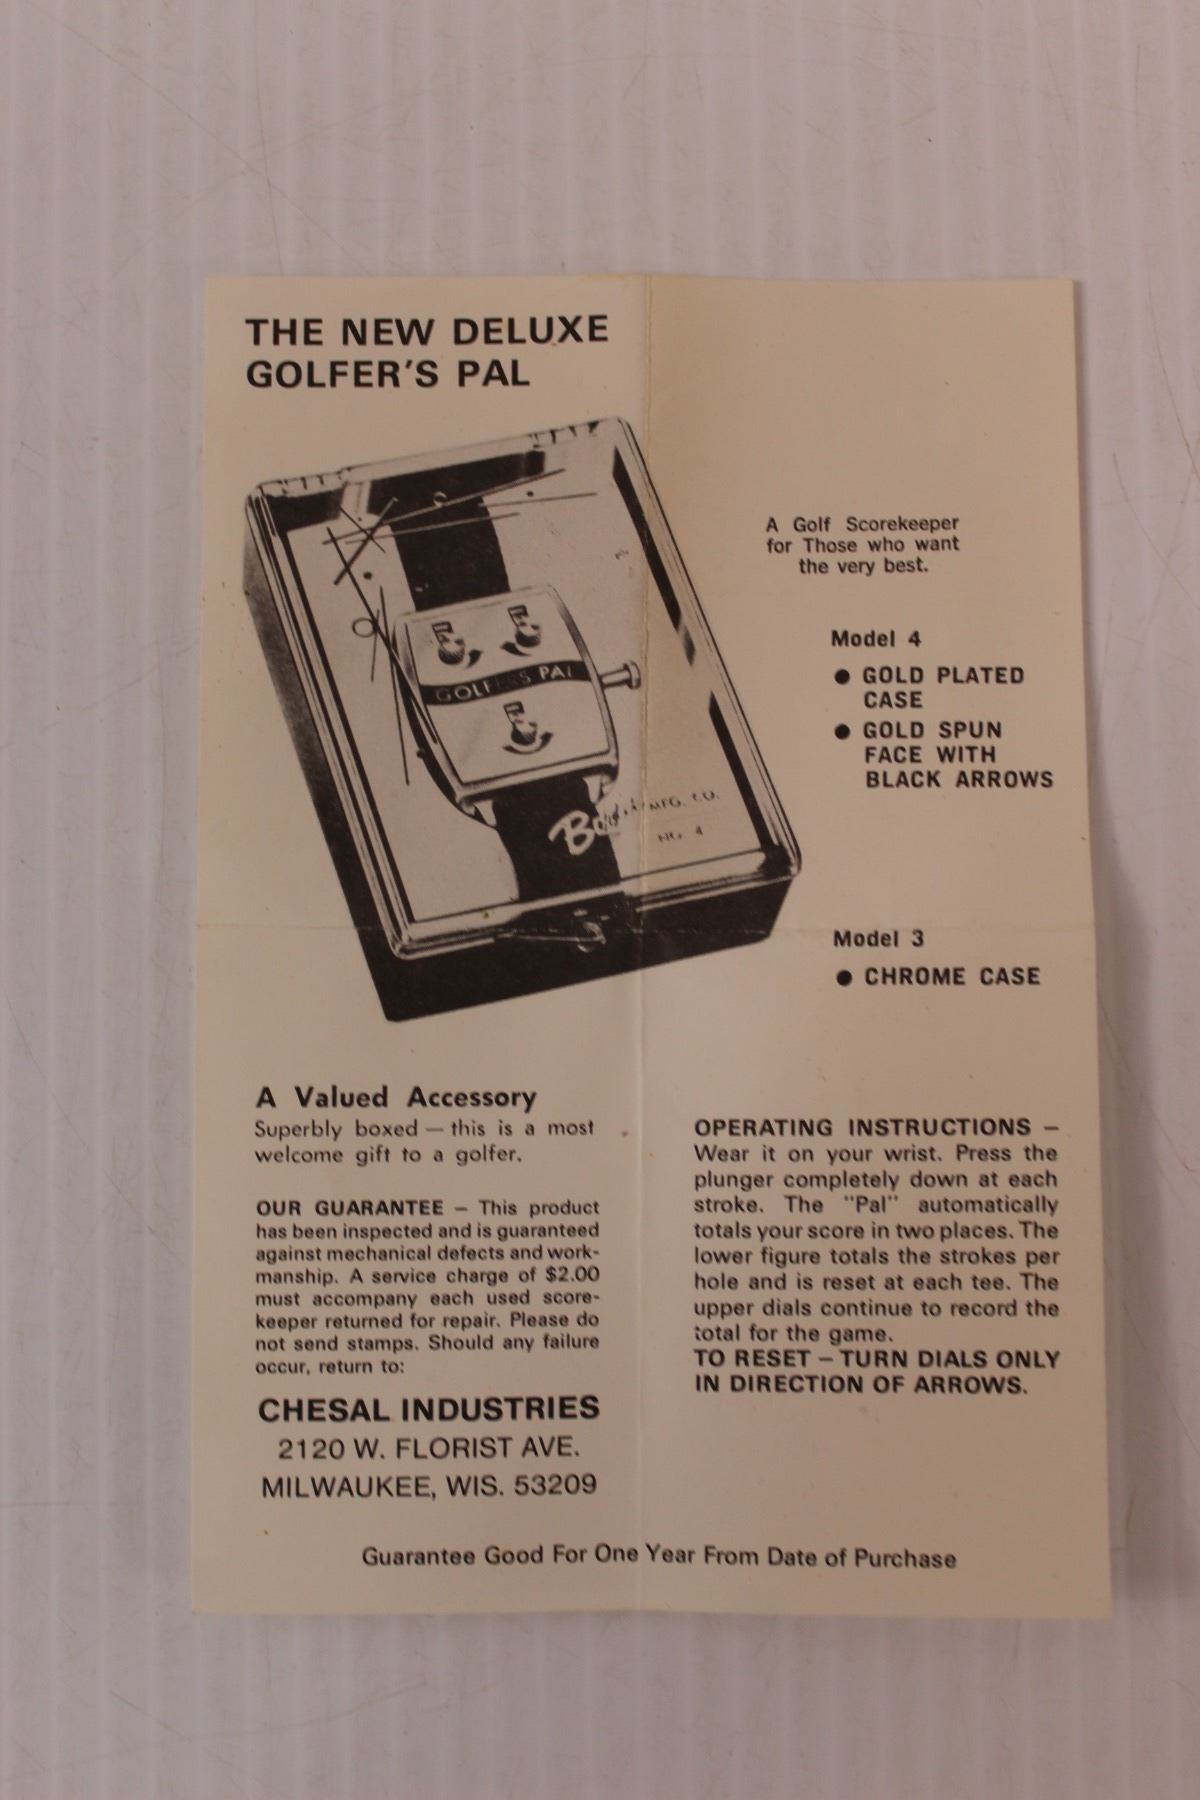 THE NEW DELUXE
GOLFER'S PAL
GOLFERS PAL
MFG. CO.
NO. 4
A Golf Scorekeeper
for Those who want
the very best.
Model 4
● GOLD PLATED
CASE
● GOLD SPUN
FACE WITH
BLACK ARROWS
Model 3
● CHROME CASE
A Valued Accessory
Superbly boxed — this is a most
welcome gift to a golfer.
OUR GUARANTEE — This product
has been inspected and is guaranteed
against mechanical defects and work-
manship. A service charge of $2.00
must accompany each used score-
keeper returned for repair. Please do
not send stamps. Should any failure
occur, return to:
CHESAL INDUSTRIES
2120 W. FLORIST AVE.
MILWAUKEE, WIS. 53209
OPERATING INSTRUCTIONS —
Wear it on your wrist. Press the
plunger completely down at each
stroke. The "Pal" automatically
totals your score in two places. The
lower figure totals the strokes per
hole and is reset at each tee. The
upper dials continue to record the
total for the game.
TO RESET — TURN DIALS ONLY
IN DIRECTION OF ARROWS.
Guarantee Good For One Year From Date of Purchase